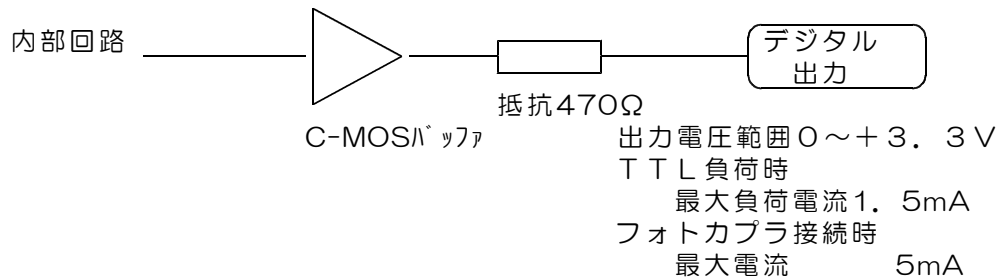 内部回路
デジタル
出力
抵抗470Ω
C-MOSﾊﾞｯﾌｧ
出力電圧範囲０～＋３．３Ｖ
ＴＴＬ負荷時
最大負荷電流１．５mA
フォトカプラ接続時
最大電流　　　５mA